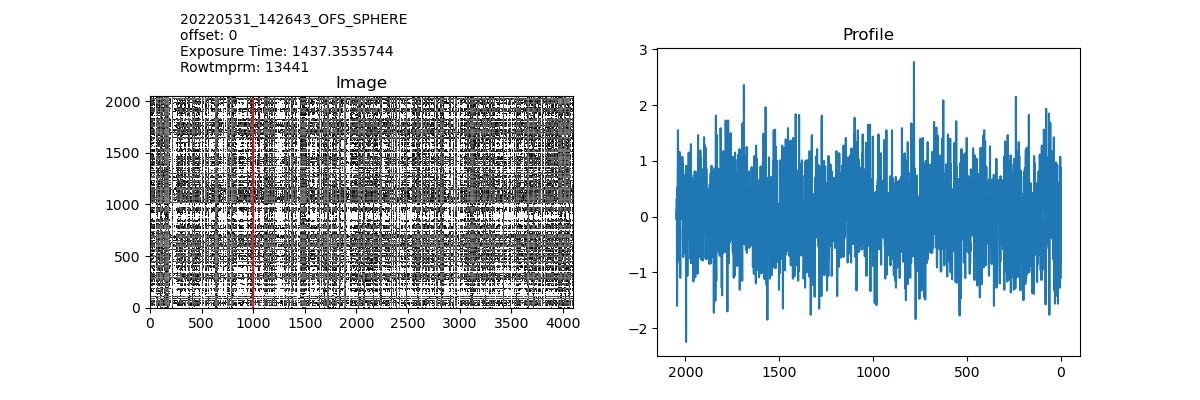 20220531_142643_OFS_SPHERE
offset: 0
Exposure Time: 1437.3535744
Rowtmprm: 13441
Image
2000
1500
1000
500
0
0 500 1000 1500 2000 2500 3000 3500 4000
Profile
3
2
1
0
−1
−2
2000 1500 1000 500 0